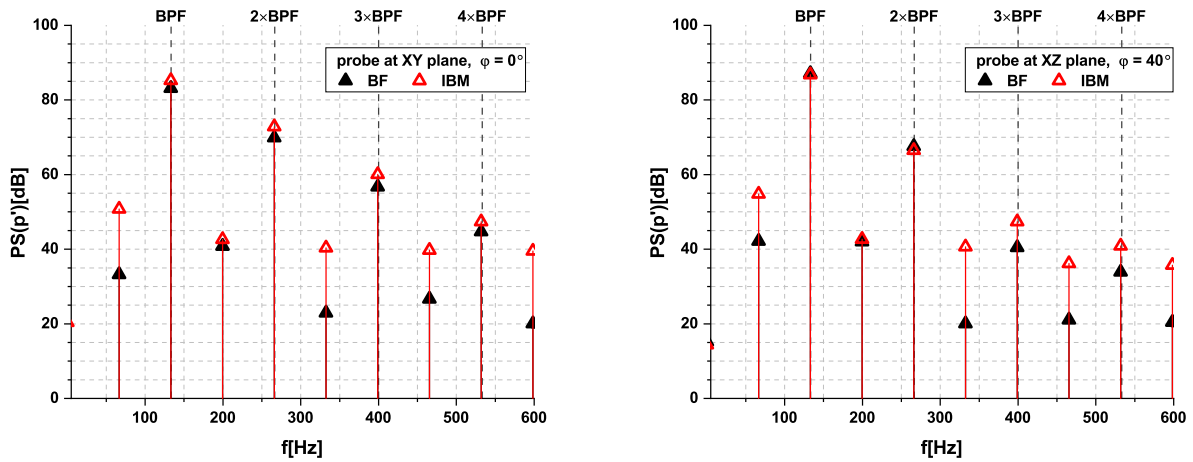 BPF 2×BPF 3×BPF 4×BPF
100
80
60
40
20
0
PS(p')[dB]
probe at XY plane, φ = 0°
BF IBM
100 200 300 400 500 600
f[Hz]
BPF 2×BPF 3×BPF 4×BPF
100
80
60
40
20
0
PS(p')[dB]
probe at XZ plane, φ = 40°
BF IBM
100 200 300 400 500 600
f[Hz]